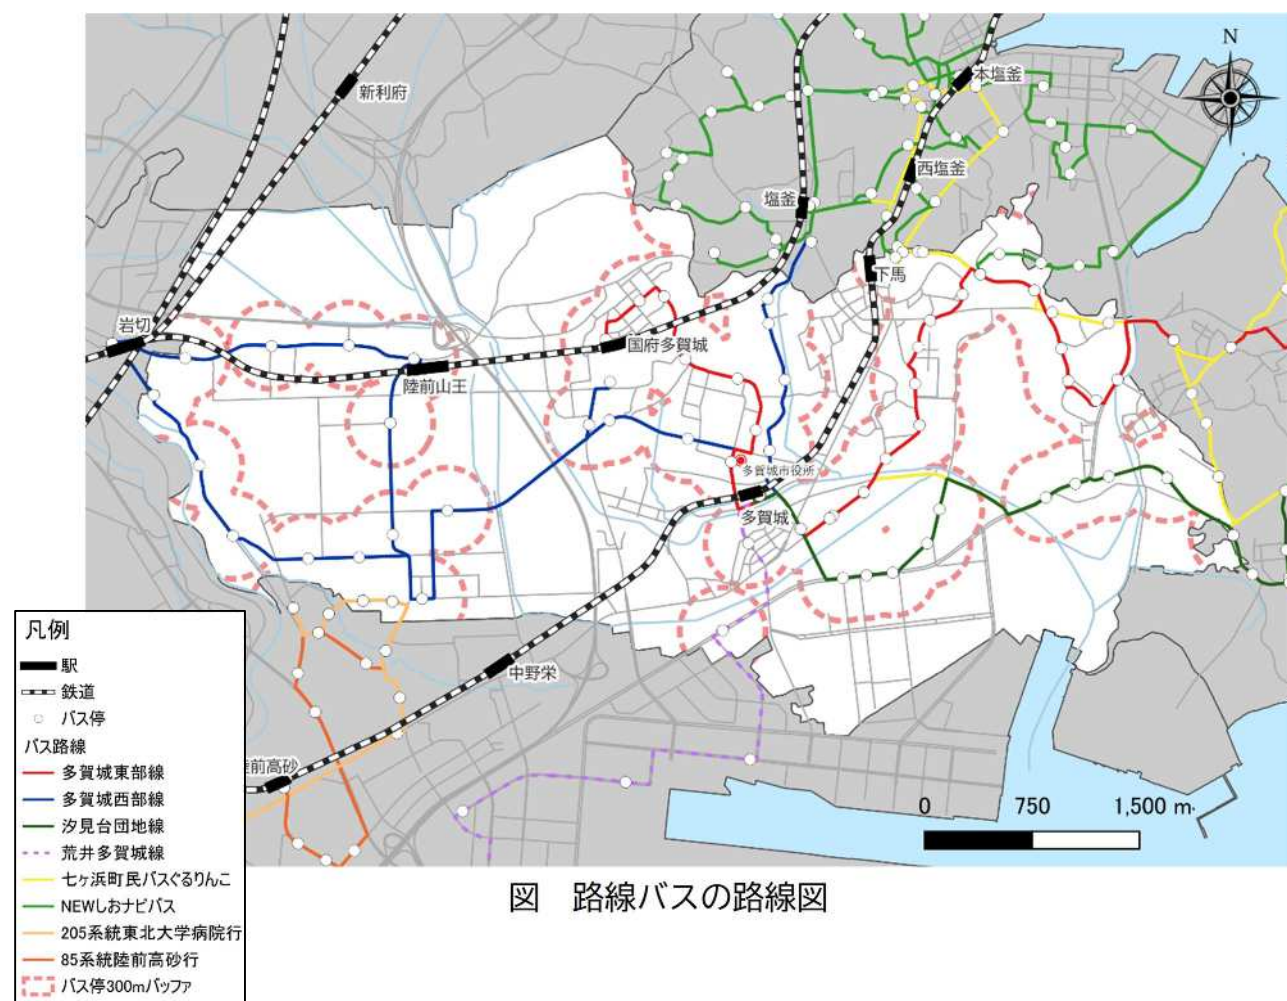 N
本塩釜
新利府
西塩釜
塩釜
下馬
岩切
国府多賀城
陸前山王
多賀城市役所
多賀城
中野栄
陸前高砂
0 750 1,500 m
凡例
駅
鉄道
バス停
バス路線
多賀城東部線
多賀城西部線
汐見台団地線
荒井多賀城線
七ヶ浜町民バスぐるりんこ
NEWしおナビバス
205系統東北大学病院行
85系統陸前高砂行
バス停300mバッファ
図 路線バスの路線図